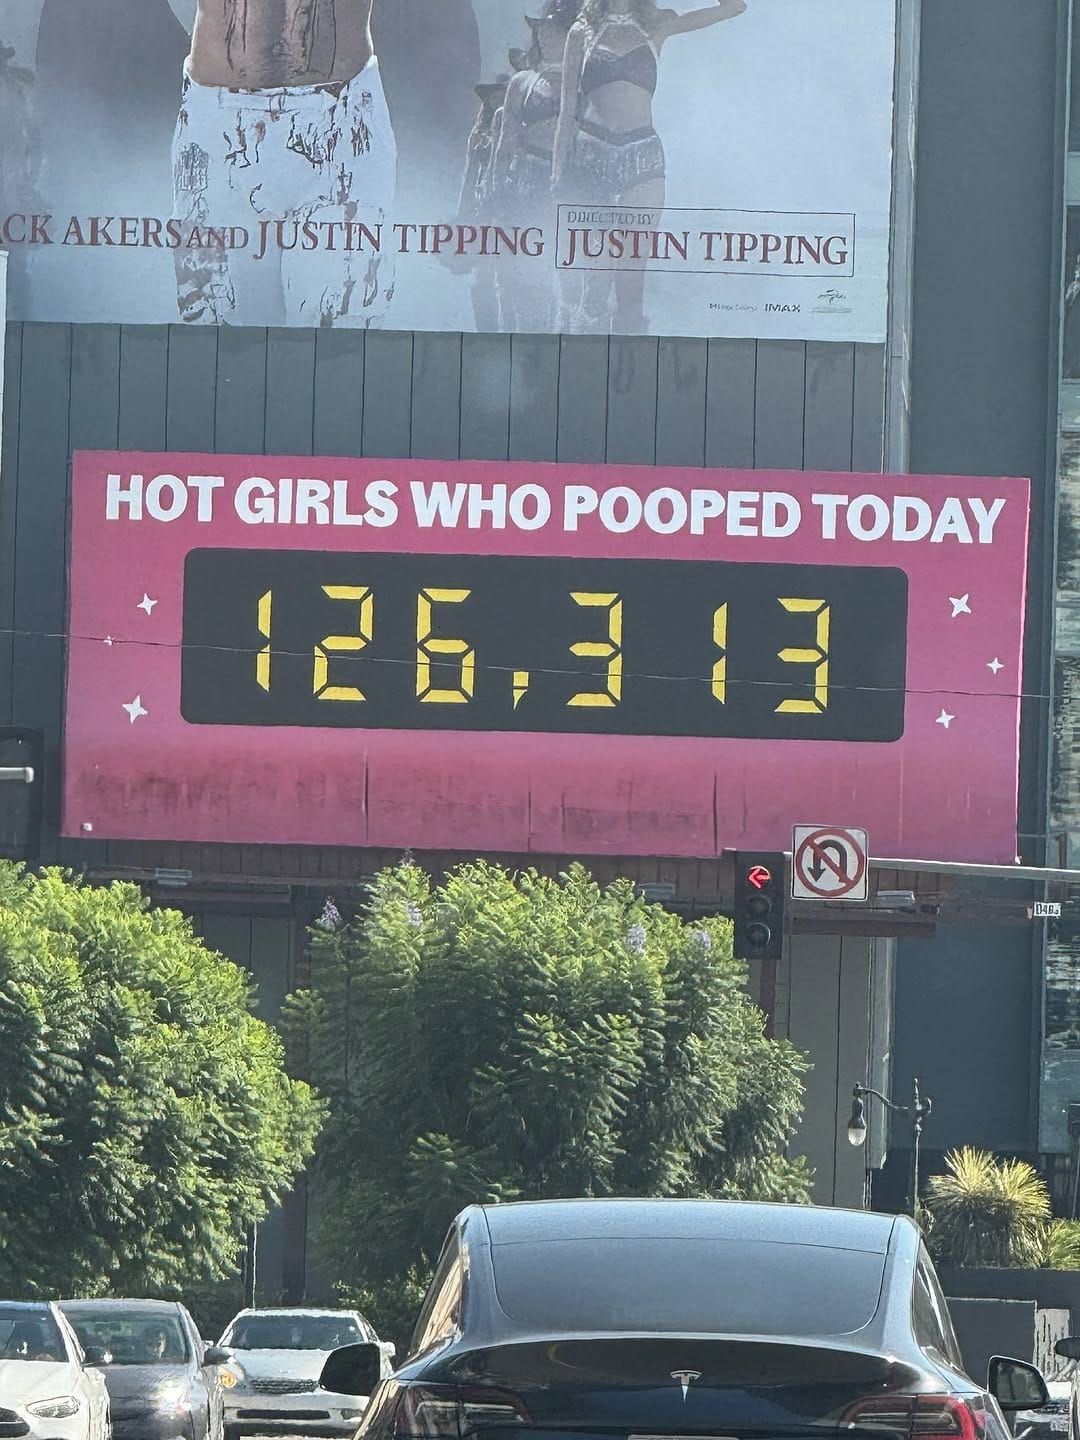 CK AKERS AND JUSTIN TIPPING
DIRECTED BY
JUSTIN TIPPING
IMAX
HOT GIRLS WHO POOPED TODAY
126,313